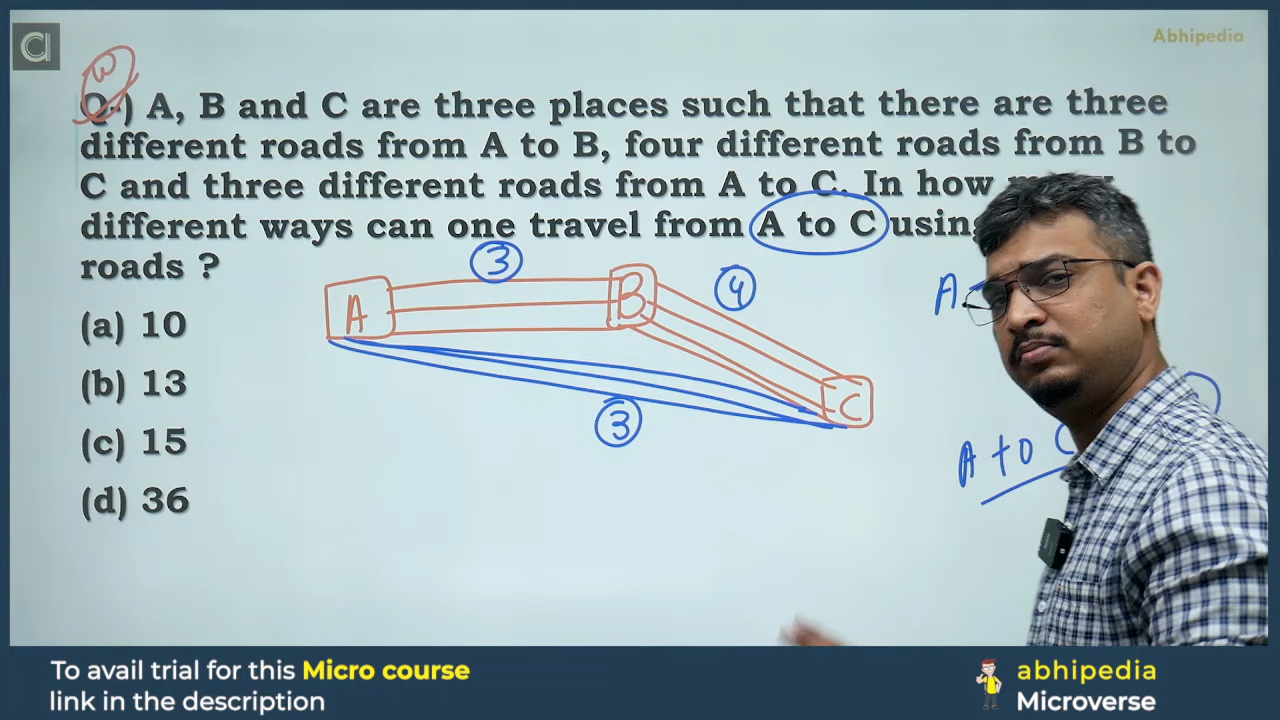 Abhipedia
Q-) A, B and C are three places such that there are three
different roads from A to B, four different roads from B to
C and three different roads from A to C. In how
different ways can one travel from A to C using
roads ?
3
4
A
B
A
(a) 10
(b) 13
C
3
(c) 15
A to C
(d) 36
To avail trial for this Micro course
link in the description
abhipedia
Microverse